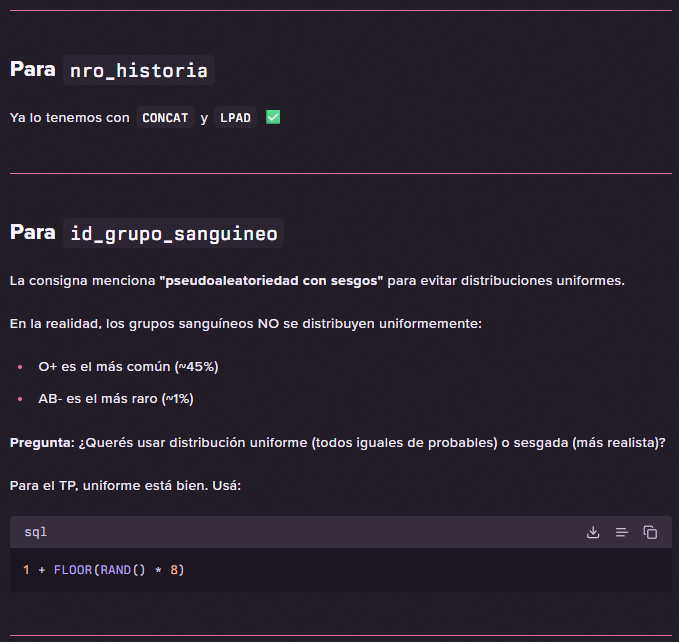 Para nro_historia
Ya lo tenemos con CONCAT y LPAD ✅
Para id_grupo_sanguineo
La consigna menciona "pseudoaleatoriedad con sesgos" para evitar distribuciones uniformes.
En la realidad, los grupos sanguíneos NO se distribuyen uniformemente:
• O+ es el más común (~45%)
• AB- es el más raro (~1%)
Pregunta: ¿Querés usar distribución uniforme (todos iguales de probables) o sesgada (más realista)?
Para el TP, uniforme está bien. Usá:
sql
1 + FLOOR(RAND() * 8)